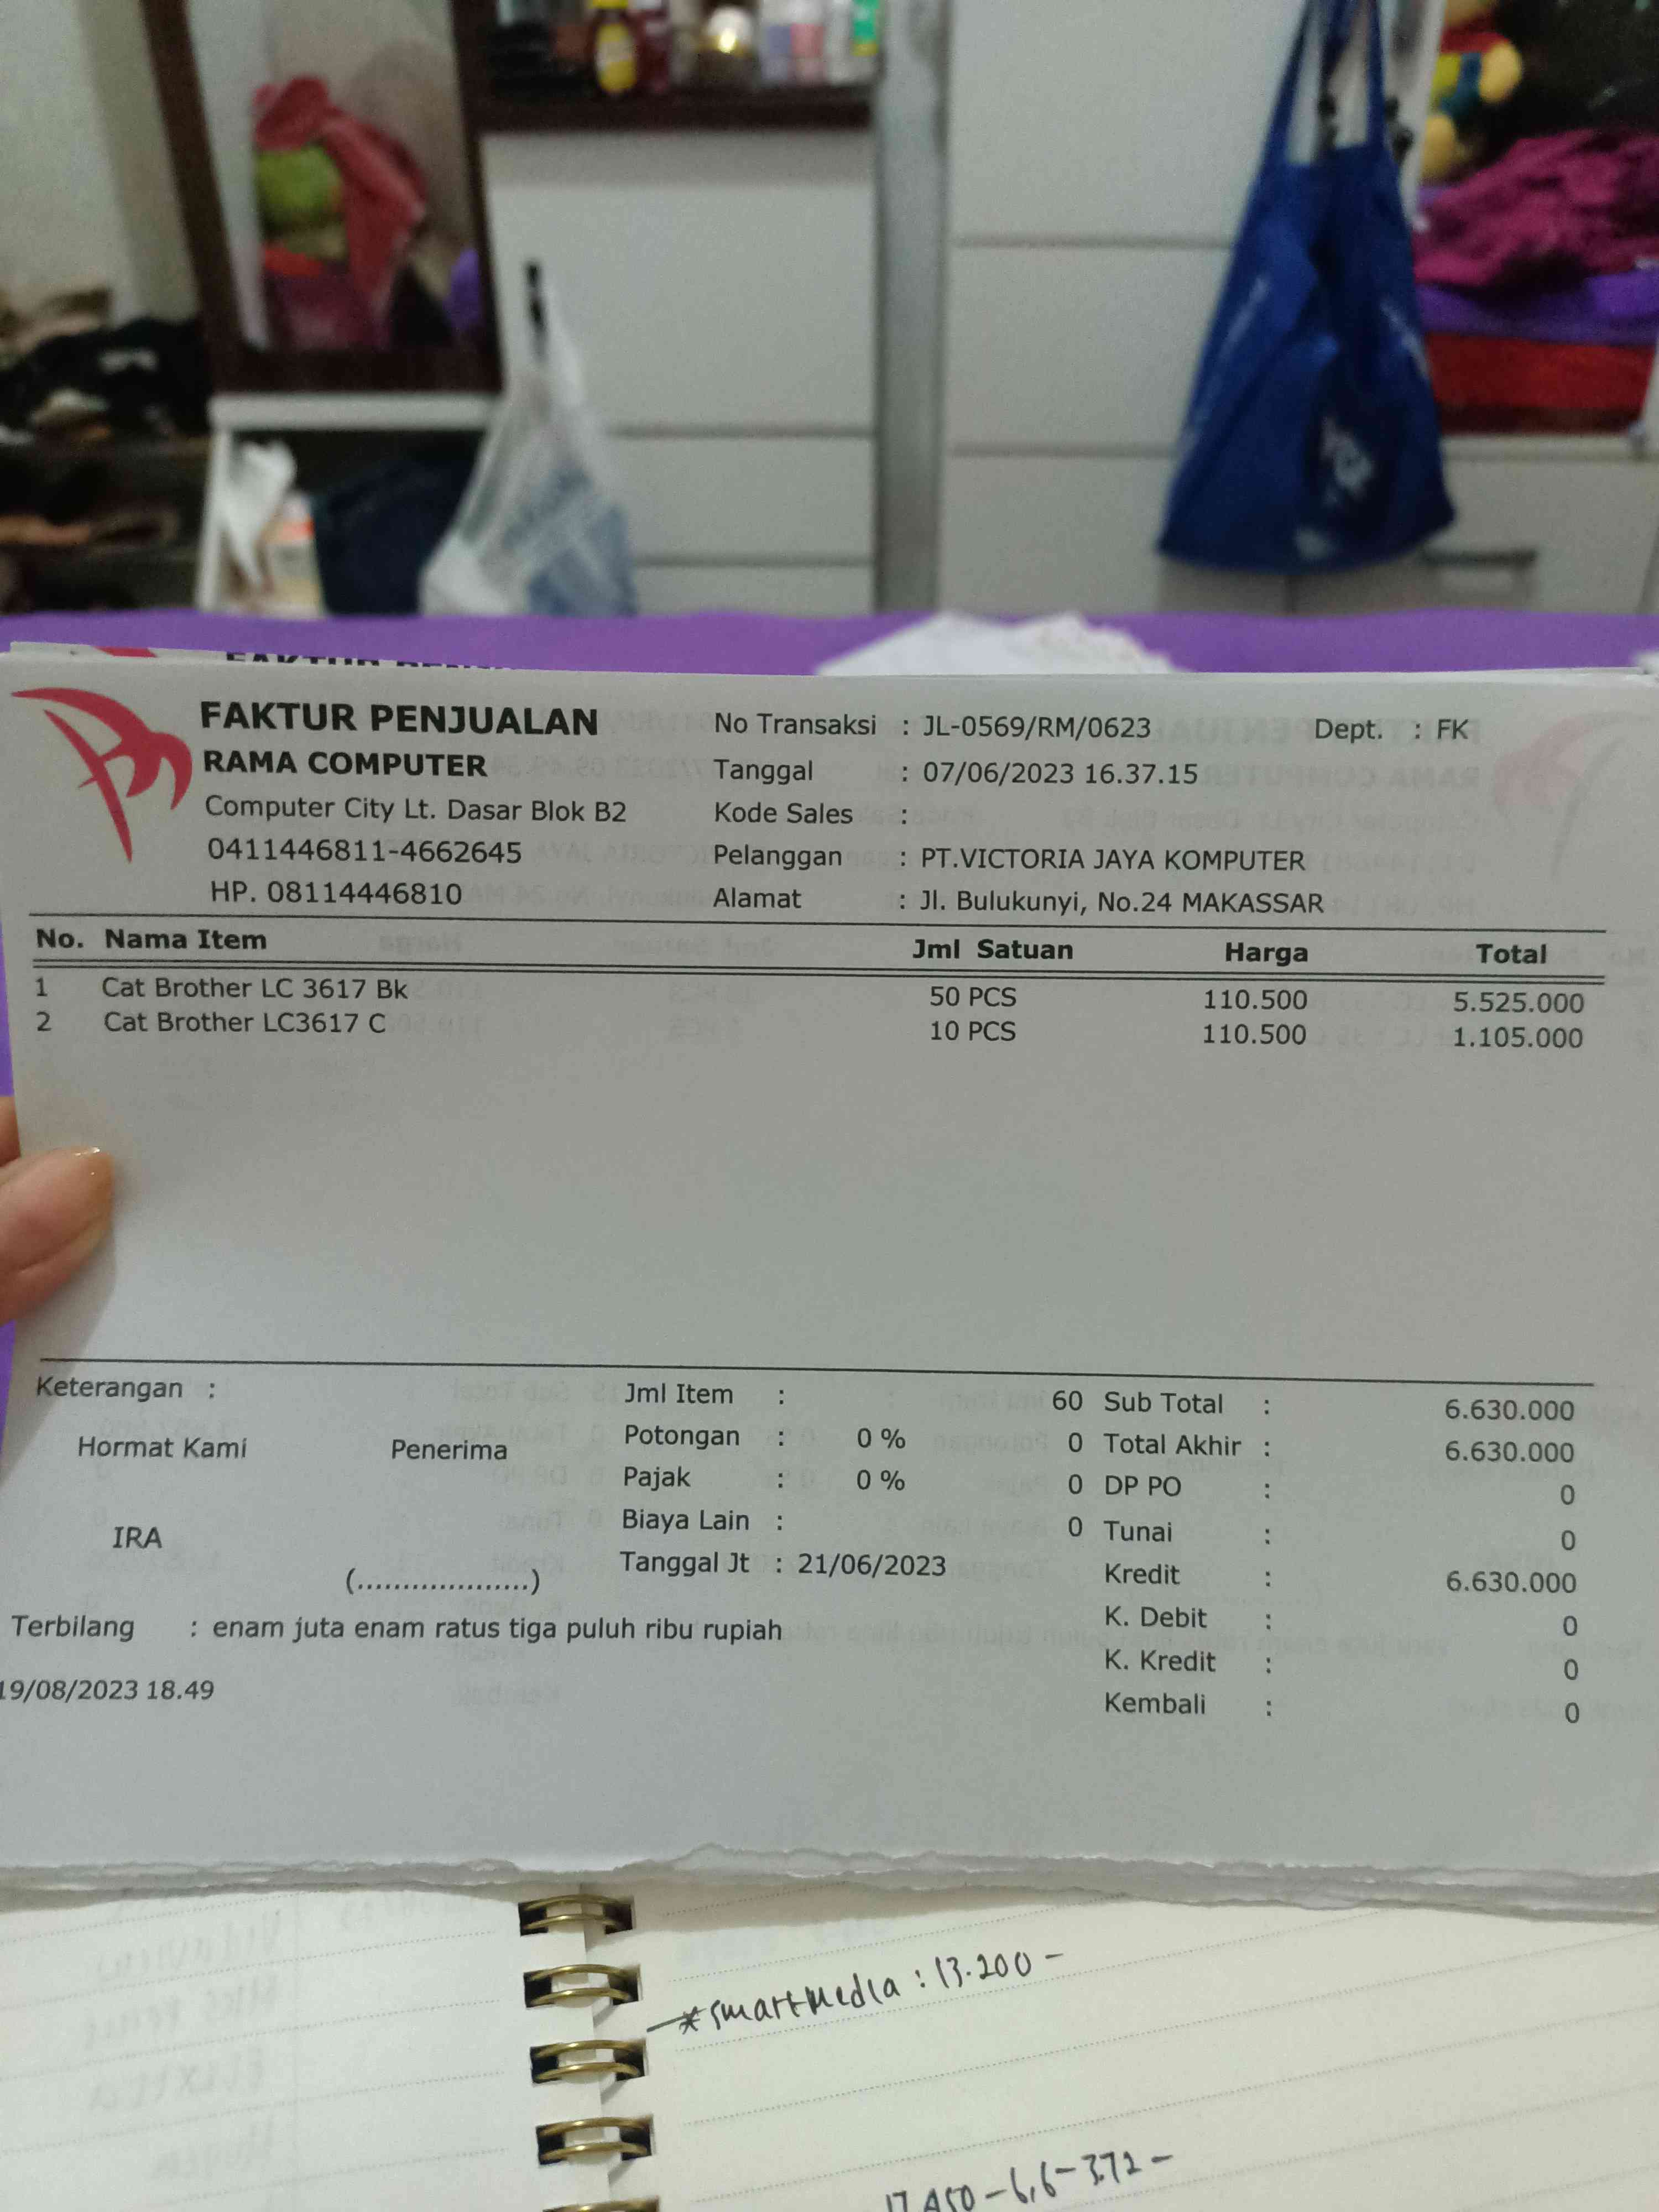 FAKTUR PENJUALAN
RAMA COMPUTER
Computer City Lt. Dasar Blok B2
0411446811-4662645
HP. 08114446810
No Transaksi : JL-0569/RM/0623
Dept. : FK
Tanggal : 07/06/2023 16.37.15
Kode Sales :
Pelanggan : PT.VICTORIA JAYA KOMPUTER
Alamat : Jl. Bulukunyi, No.24 MAKASSAR
No. Nama Item Jml Satuan Harga Total
1 Cat Brother LC 3617 Bk 50 PCS 110.500 5.525.000
2 Cat Brother LC3617 C 10 PCS 110.500 1.105.000
Keterangan :
Hormat Kami Penerima
IRA
(...................)
Jml Item : 60
Potongan : 0 % 0
Pajak : 0 % 0
Biaya Lain : 0
Tanggal Jt : 21/06/2023
Sub Total : 6.630.000
Total Akhir : 6.630.000
DP PO : 0
Tunai : 0
Kredit : 6.630.000
K. Debit : 0
K. Kredit : 0
Kembali : 0
Terbilang : enam juta enam ratus tiga puluh ribu rupiah
19/08/2023 18.49
*smartMedia : 13.200 -